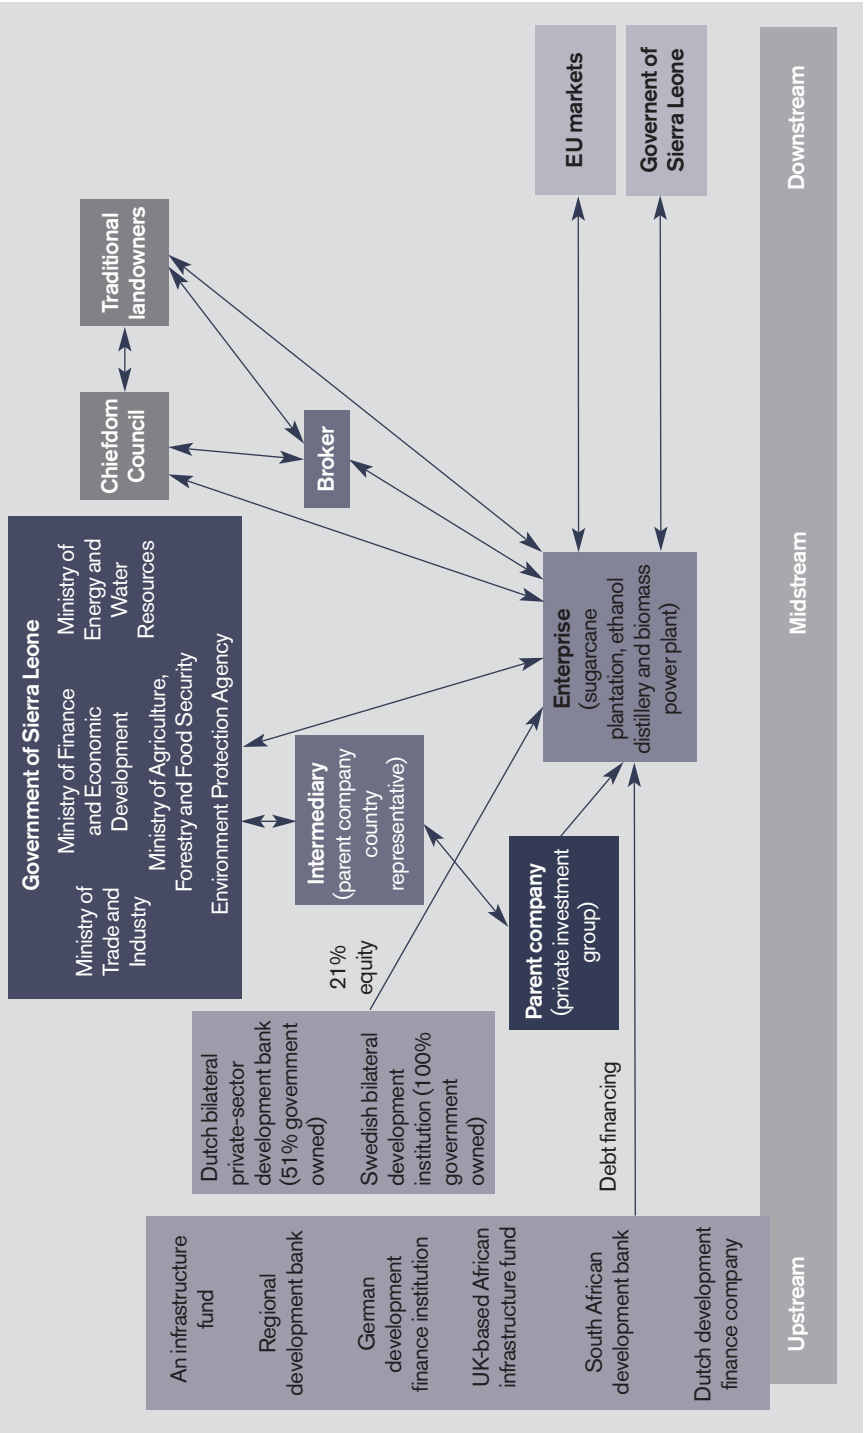 An infrastructure
fund
Regional
development bank
German
development
finance institution
UK-based African
infrastructure fund
South African
development bank
Dutch development
finance company
Dutch bilateral
private-sector
development bank
(51% government
owned)
Swedish bilateral
development
institution (100%
government
owned)
21%
equity
Debt financing
Government of Sierra Leone
Ministry of
Trade and
Industry
Ministry of Finance
and Economic
Development
Ministry of
Energy and
Water
Resources
Ministry of Agriculture,
Forestry and Food Security
Environment Protection Agency
Intermediary
(parent company
country
representative)
Parent company
(private investment
group)
Chiefdom
Council
Traditional
landowners
Broker
Enterprise
(sugarcane
plantation, ethanol
distillery and biomass
power plant)
EU markets
Governent of
Sierra Leone
Upstream
Midstream
Downstream